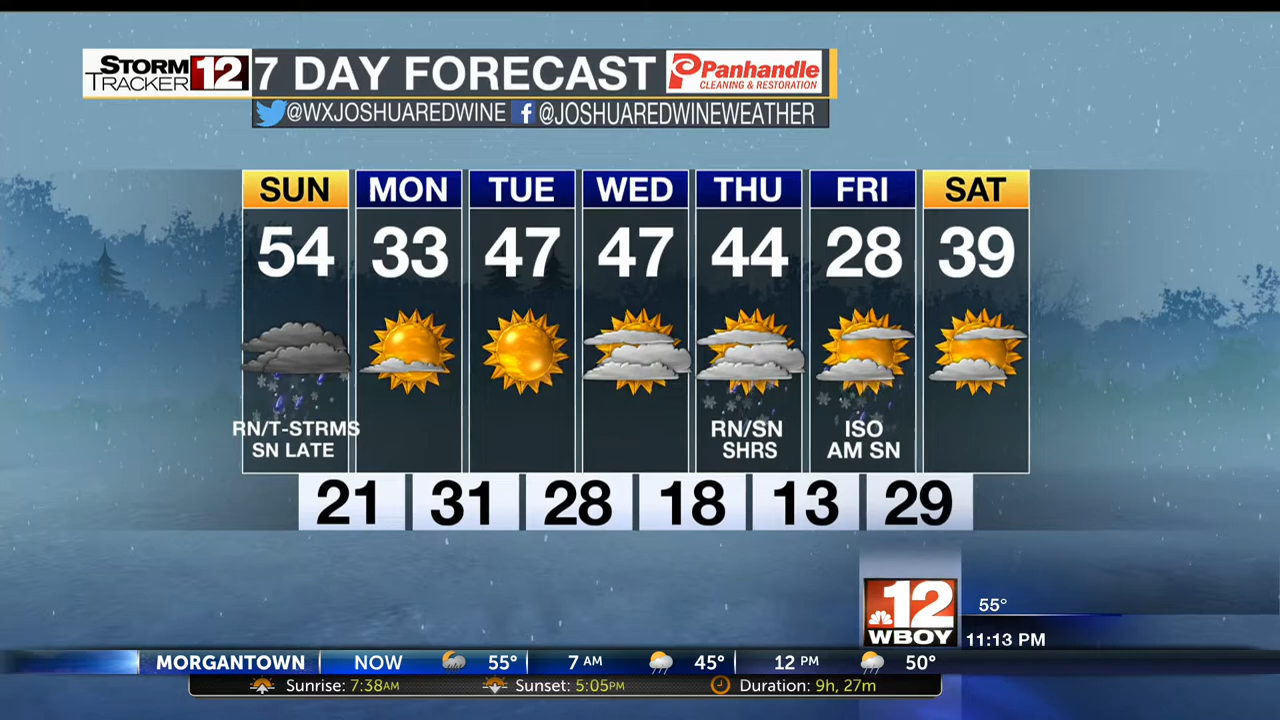 STORM TRACKER 12 7 DAY FORECAST Panhandle
CLEANING & RESTORATION
@WXJOSHUAREDWINE f @JOSHUAREDWINEWEATHER
SUN MON TUE WED THU FRI SAT
54 33 47 47 44 28 39
RN/T-STRMS RN/SN ISO
SN LATE SHRS AM SN
21 31 28 18 13 29
12
WBOY
55°
11:13 PM
MORGANTOWN NOW 55° 7 AM 45° 12 PM 50°
Sunrise: 7:38AM Sunset: 5:05PM Duration: 9h, 27m